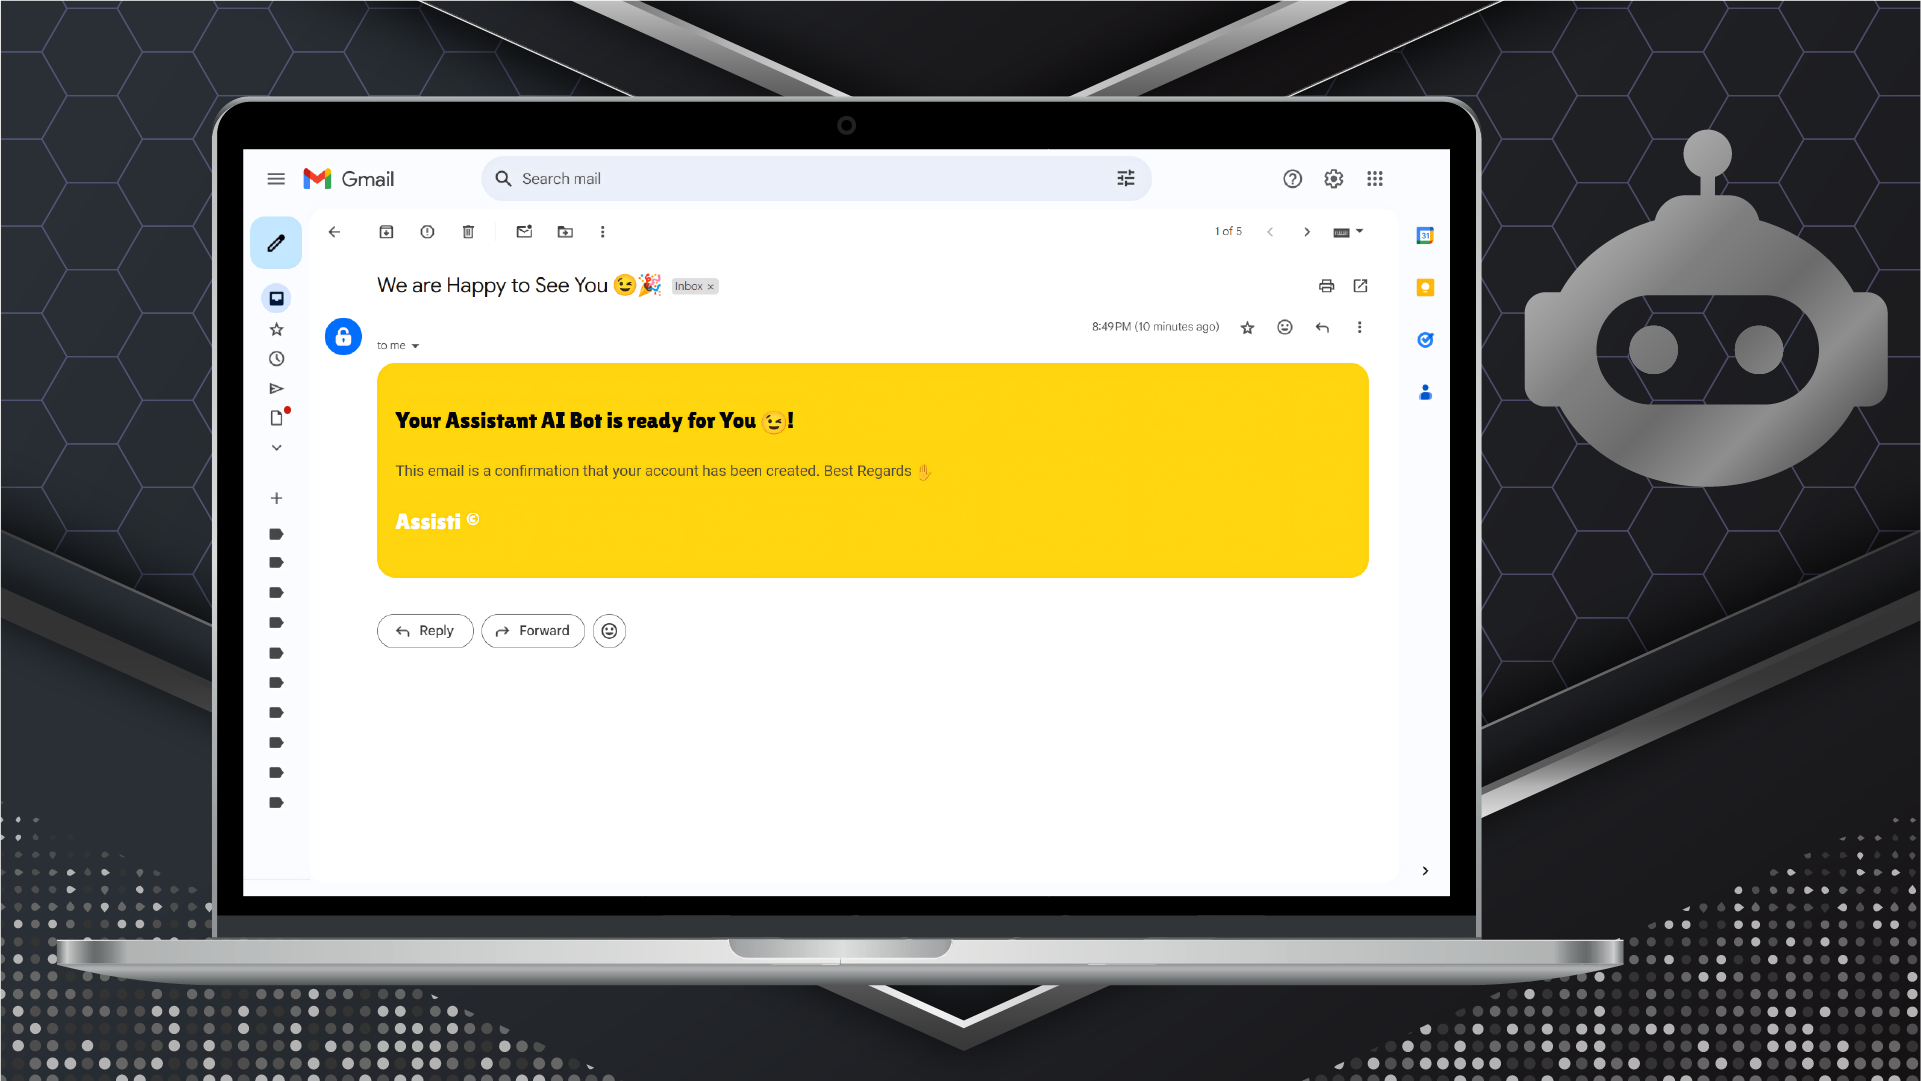 Gmail
Search mail
1 of 5
31
We are Happy to See You 😉🎉 Inbox ×
8:49 PM (10 minutes ago)
to me
Your Assistant AI Bot is ready for You 😉!
This email is a confirmation that your account has been created. Best Regards ✋
Assisti ©
Reply
Forward